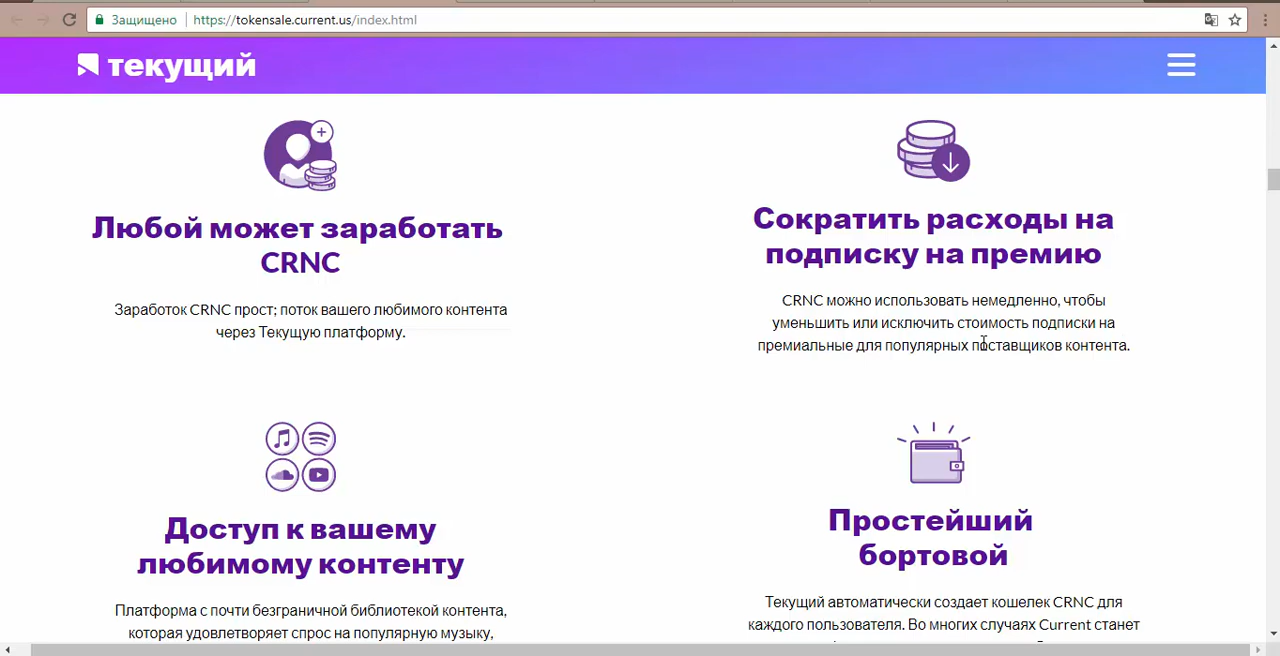 Защищено
https://tokensale.current.us/index.html
текущий
Любой может заработать
CRNC
Заработок CRNC прост; поток вашего любимого контента
через Текущую платформу.
Сократить расходы на
подписку на премию
CRNC можно использовать немедленно, чтобы
уменьшить или исключить стоимость подписки на
премиальные для популярных поставщиков контента.
Доступ к вашему
любимому контенту
Платформа с почти безграничной библиотекой контента,
которая удовлетворяет спрос на популярную музыку,
Простейший
бортовой
Текущий автоматически создает кошелек CRNC для
каждого пользователя. Во многих случаях Current станет